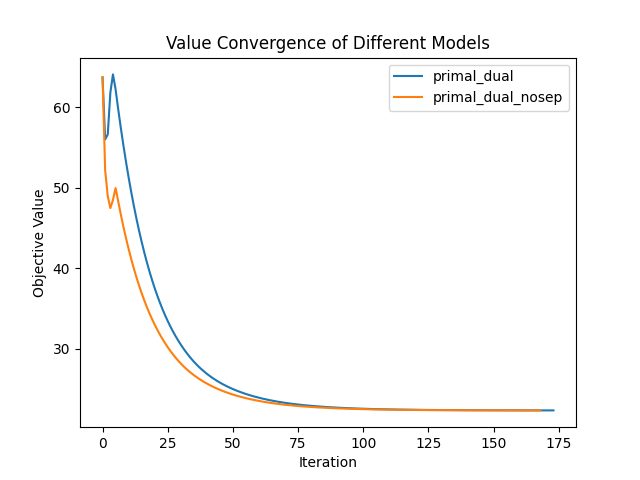 Value Convergence of Different Models
primal_dual
primal_dual_nosep
Objective Value
60
50
40
30
0 25 50 75 100 125 150 175
Iteration